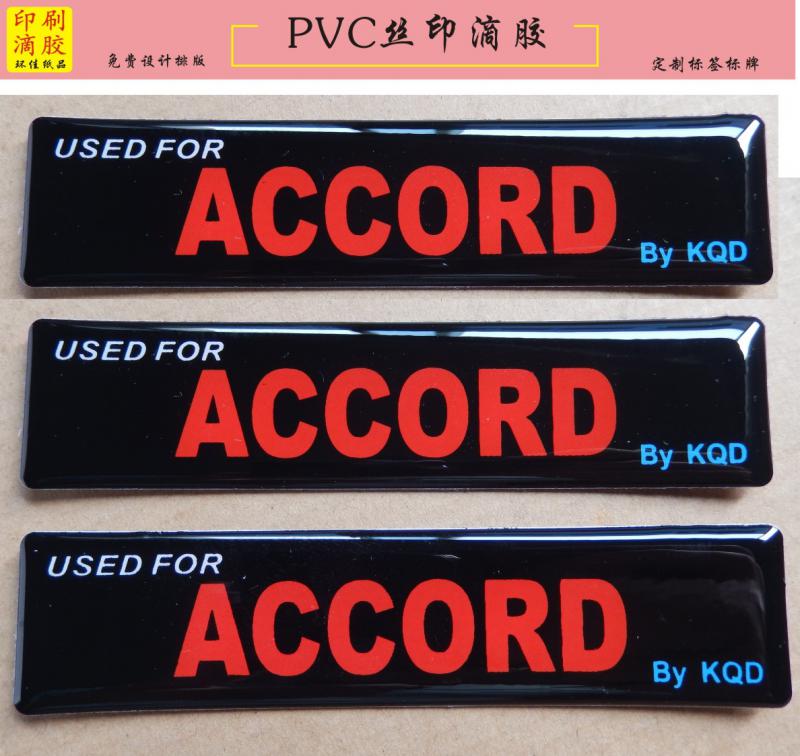 印刷
滴胶
环佳纸品
免费设计排版
PVC丝印滴胶
定制标签标牌
USED FOR
ACCORD
By KQD
USED FOR
ACCORD
By KQD
USED FOR
ACCORD
By KQD